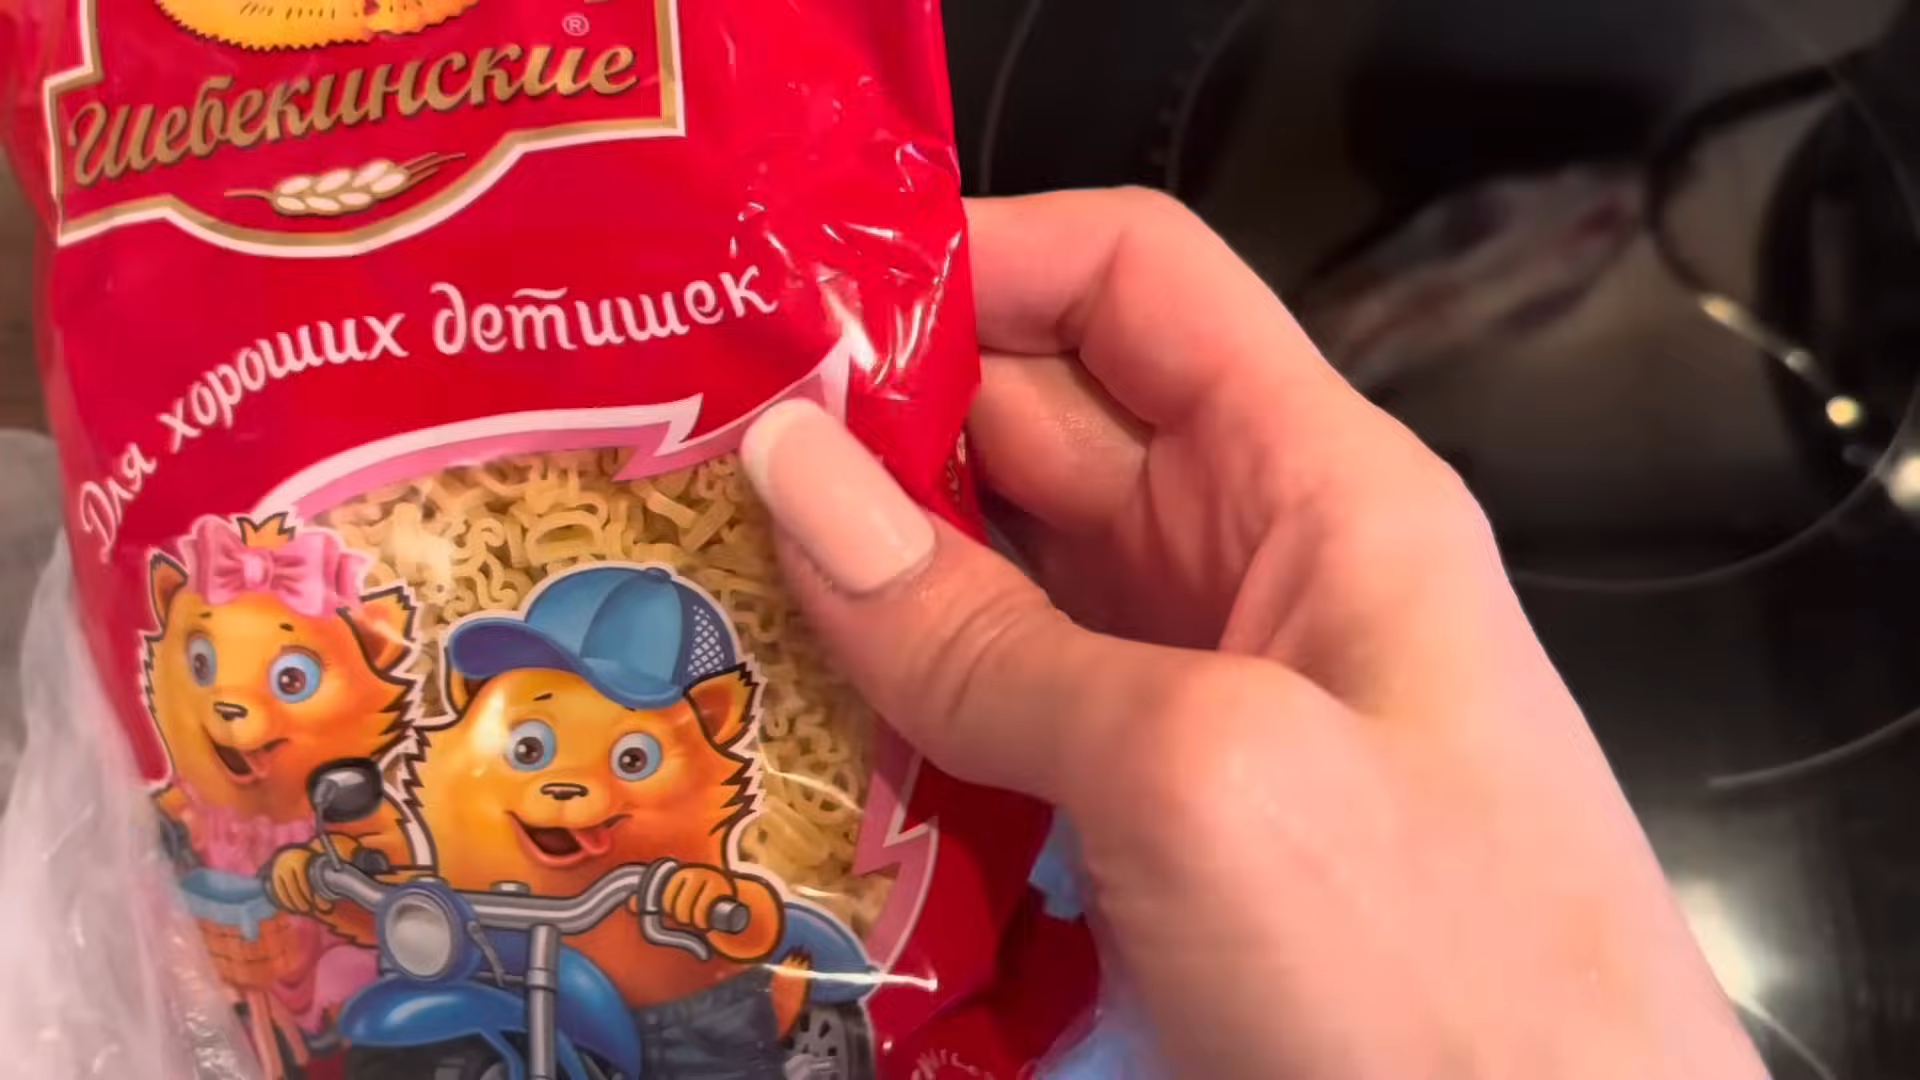 ®
Шебекинские
Для хороших детишек